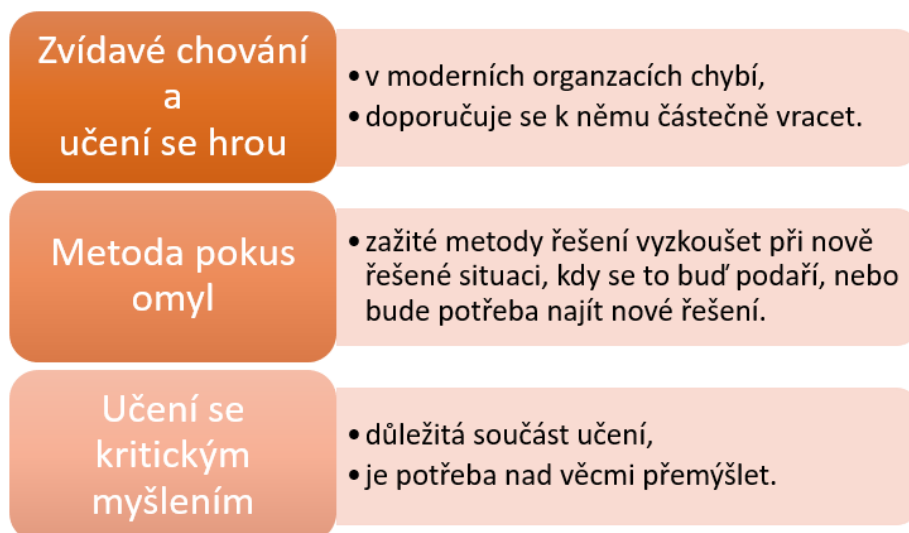 Zvídavé chování
a
učení se hrou
• v moderních organzacích chybí,
• doporučuje se k němu částečně vracet.
Metoda pokus
omyl
• zažité metody řešení vyzkoušet při nově
řešené situaci, kdy se to buď podaří, nebo
bude potřeba najít nové řešení.
Učení se
kritickým
myšlením
• důležitá součást učení,
• je potřeba nad věcmi přemýšlet.